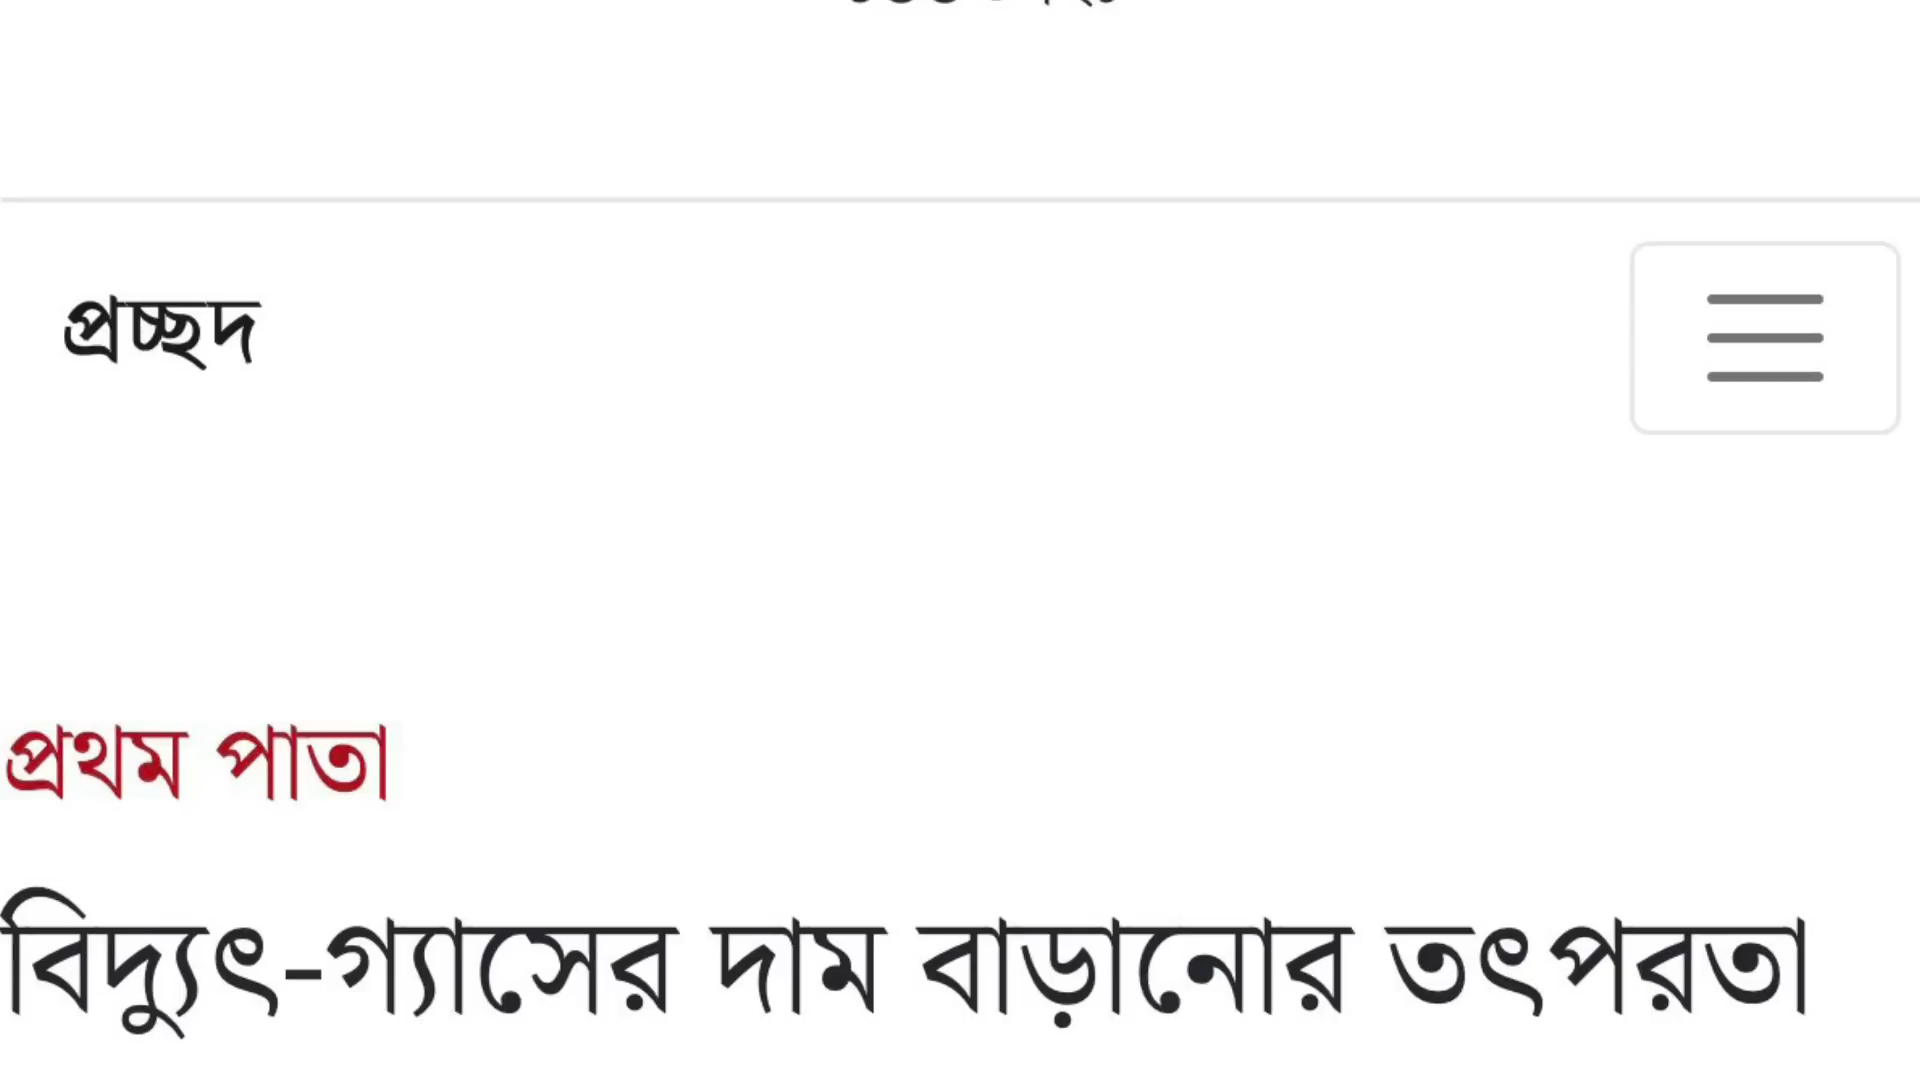 প্রচ্ছদ
প্রথম পাতা
বিদ্যুৎ-গ্যাসের দাম বাড়ানোর তৎপরতা